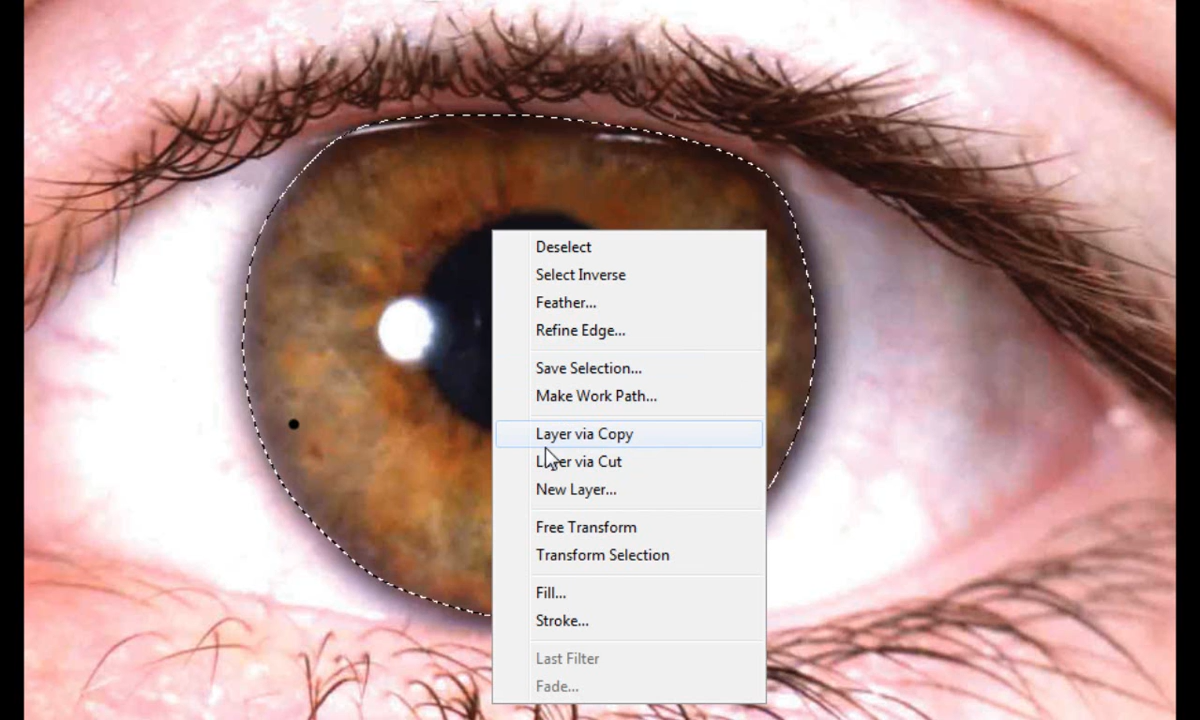 Deselect
Select Inverse
Feather...
Refine Edge...
Save Selection...
Make Work Path...
Layer via Copy
Layer via Cut
New Layer...
Free Transform
Transform Selection
Fill...
Stroke...
Last Filter
Fade...